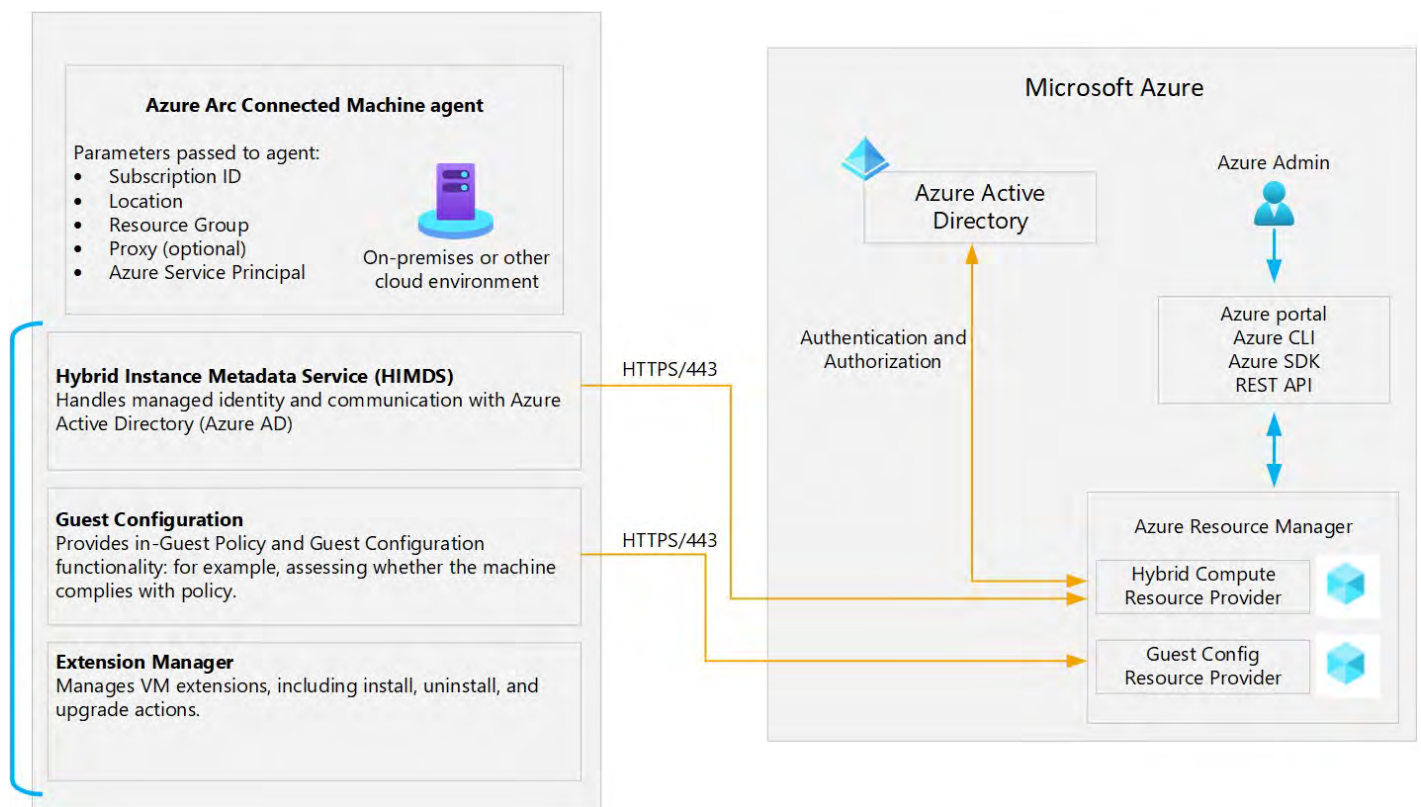 Azure Arc Connected Machine agent
Parameters passed to agent:
• Subscription ID
• Location
• Resource Group
• Proxy (optional)
• Azure Service Principal
On-premises or other
cloud environment
Hybrid Instance Metadata Service (HIMDS)
Handles managed identity and communication with Azure
Active Directory (Azure AD)
Guest Configuration
Provides in-Guest Policy and Guest Configuration
functionality: for example, assessing whether the machine
complies with policy.
Extension Manager
Manages VM extensions, including install, uninstall, and
upgrade actions.
HTTPS/443
HTTPS/443
Microsoft Azure
Azure Active
Directory
Azure Admin
Authentication and
Authorization
Azure portal
Azure CLI
Azure SDK
REST API
Azure Resource Manager
Hybrid Compute
Resource Provider
Guest Config
Resource Provider